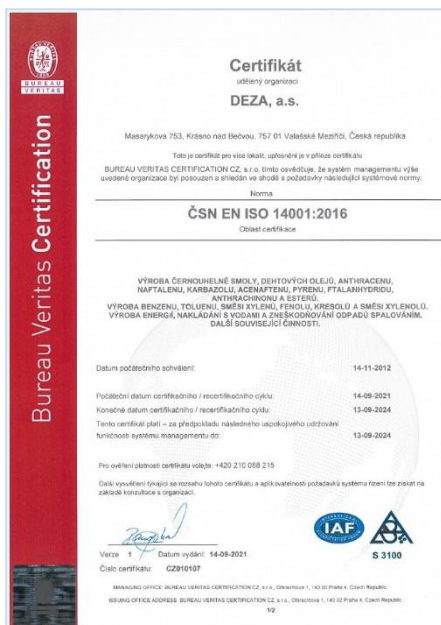 BUREAU
VERITAS
Bureau Veritas Certification
Certifikát
udělený organizaci
DEZA, a.s.
Masarykova 753, Krásno nad Bečvou, 757 01 Valašské Meziříčí, Česká republika
Toto je certifikát pro více lokalit, upřesnění je v příloze certifikátu
BUREAU VERITAS CERTIFICATION CZ, s.r.o. tímto osvědčuje, že systém managementu výše
uvedené organizace byl posouzen a shledán ve shodě s požadavky následující systémové normy:
Norma
ČSN EN ISO 14001:2016
Oblast certifikace
VÝROBA ČERNOUHELNÉ SMOLY, DEHTOVÝCH OLEJŮ, ANTHRACENU,
NAFTALENU, KARBAZOLU, ACENAFTENU, PYRENU, FTALANHYDRIDU,
ANTHRACHINONU A ESTERŮ.
VÝROBA BENZENU, TOLUENU, SMĚSI XYLENŮ, FENOLU, KRESOLŮ A SMĚSI XYLENOLŮ.
VÝROBA ENERGÍ, NAKLÁDÁNÍ S VODAMI A ZNEŠKODŇOVÁNÍ ODPADŮ SPALOVÁNÍM.
DALŠÍ SOUVISEJÍCÍ ČINNOSTI.
Datum počátečního schválení: 14-11-2012
Počáteční datum certifikačního / recertifikačního cyklu: 14-09-2021
Konečné datum certifikačního / recertifikačního cyklu: 13-09-2024
Tento certifikát platí – za předpokladu následného uspokojivého udržování
funkčnosti systému managementu do: 13-09-2024
Pro ověření platnosti certifikátu volejte: +420 210 088 215
Další vysvětlení týkající se rozsahu tohoto certifikátu a aplikovatelnosti požadavků systému řízení lze získat na
základě konzultace s organizací.
IAF
S 3100
Verze 1 Datum vydání: 14-09-2021
Číslo certifikátu: CZ010107
MANAGING OFFICE: BUREAU VERITAS CERTIFICATION CZ, s.r.o., Olbrachtova 1, 140 02 Praha 4, Czech Republic
ISSUING OFFICE ADDRESS: BUREAU VERITAS CERTIFICATION CZ, s.r.o., Olbrachtova 1, 140 02 Praha 4, Czech Republic
1/2